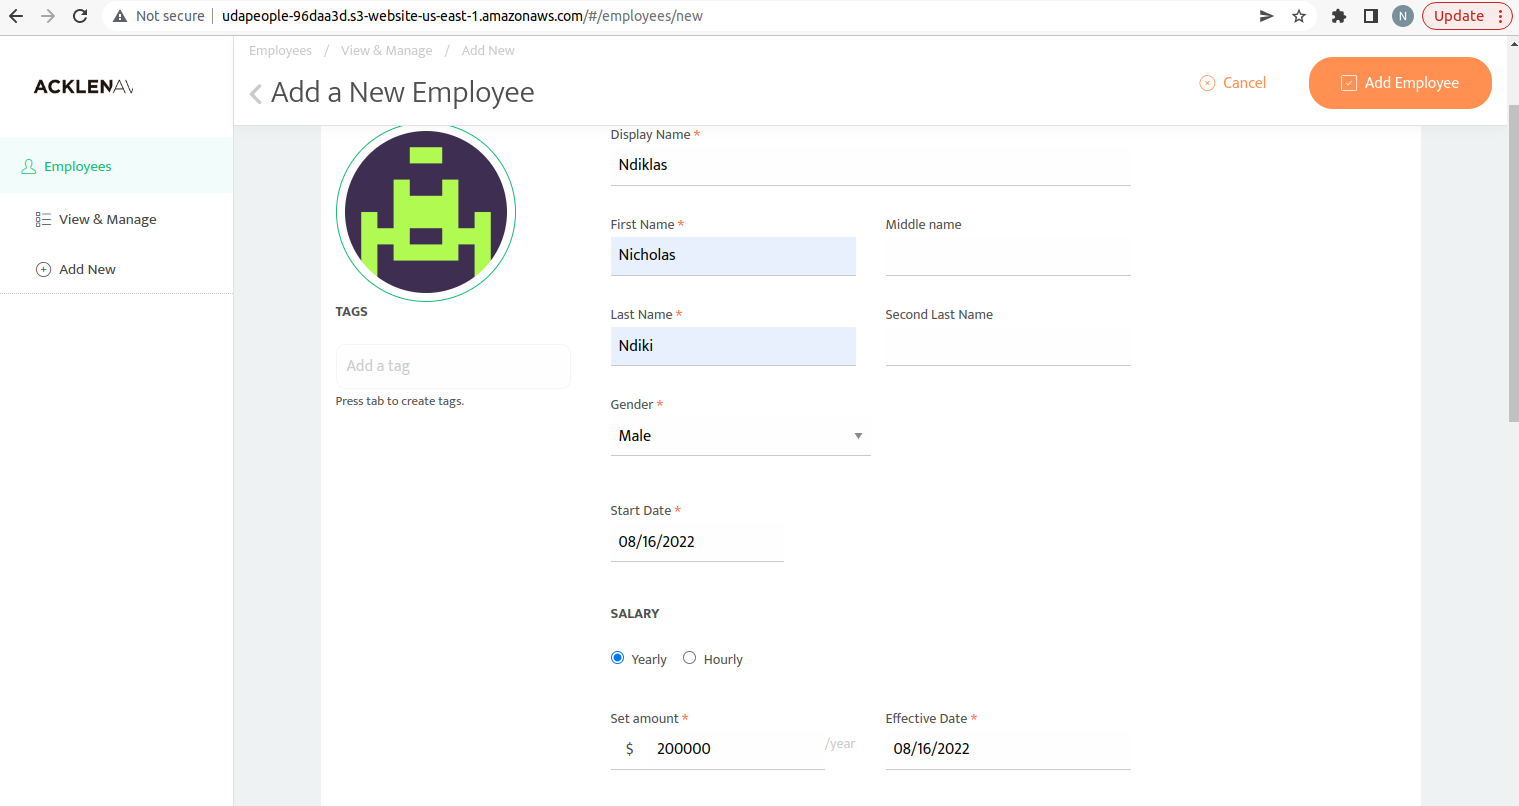 Not secure udapeople-96daa3d.s3-website-us-east-1.amazonaws.com/#/employees/new N Update
Employees / View & Manage / Add New
ACKLENAV
Add a New Employee
Cancel
Add Employee
Employees
View & Manage
Add New
TAGS
Add a tag
Press tab to create tags.
Display Name *
Ndiklas
First Name *
Middle name
Nicholas
Last Name *
Second Last Name
Ndiki
Gender *
Male
Start Date *
08/16/2022
SALARY
Yearly Hourly
Set amount *
Effective Date *
$ 200000 /year
08/16/2022